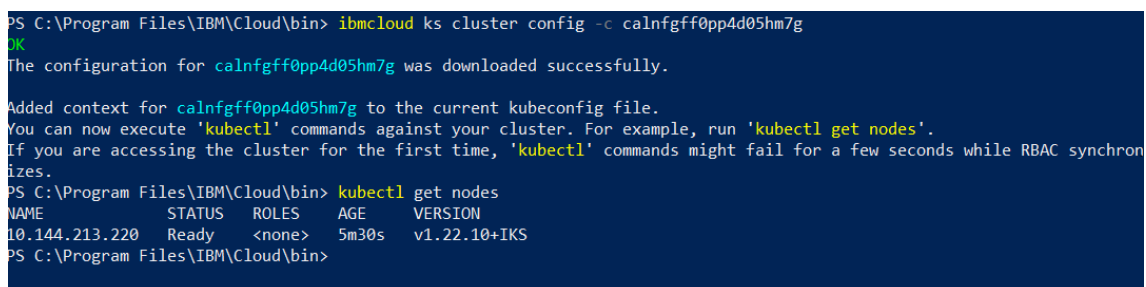 PS C:\Program Files\IBM\Cloud\bin> ibmcloud ks cluster config -c calnfgff0pp4d05hm7g
OK
The configuration for calnfgff0pp4d05hm7g was downloaded successfully.
Added context for calnfgff0pp4d05hm7g to the current kubeconfig file.
You can now execute 'kubectl' commands against your cluster. For example, run 'kubectl get nodes'.
If you are accessing the cluster for the first time, 'kubectl' commands might fail for a few seconds while RBAC synchron
izes.
PS C:\Program Files\IBM\Cloud\bin> kubectl get nodes
NAME STATUS ROLES AGE VERSION
10.144.213.220 Ready <none> 5m30s v1.22.10+IKS
PS C:\Program Files\IBM\Cloud\bin>